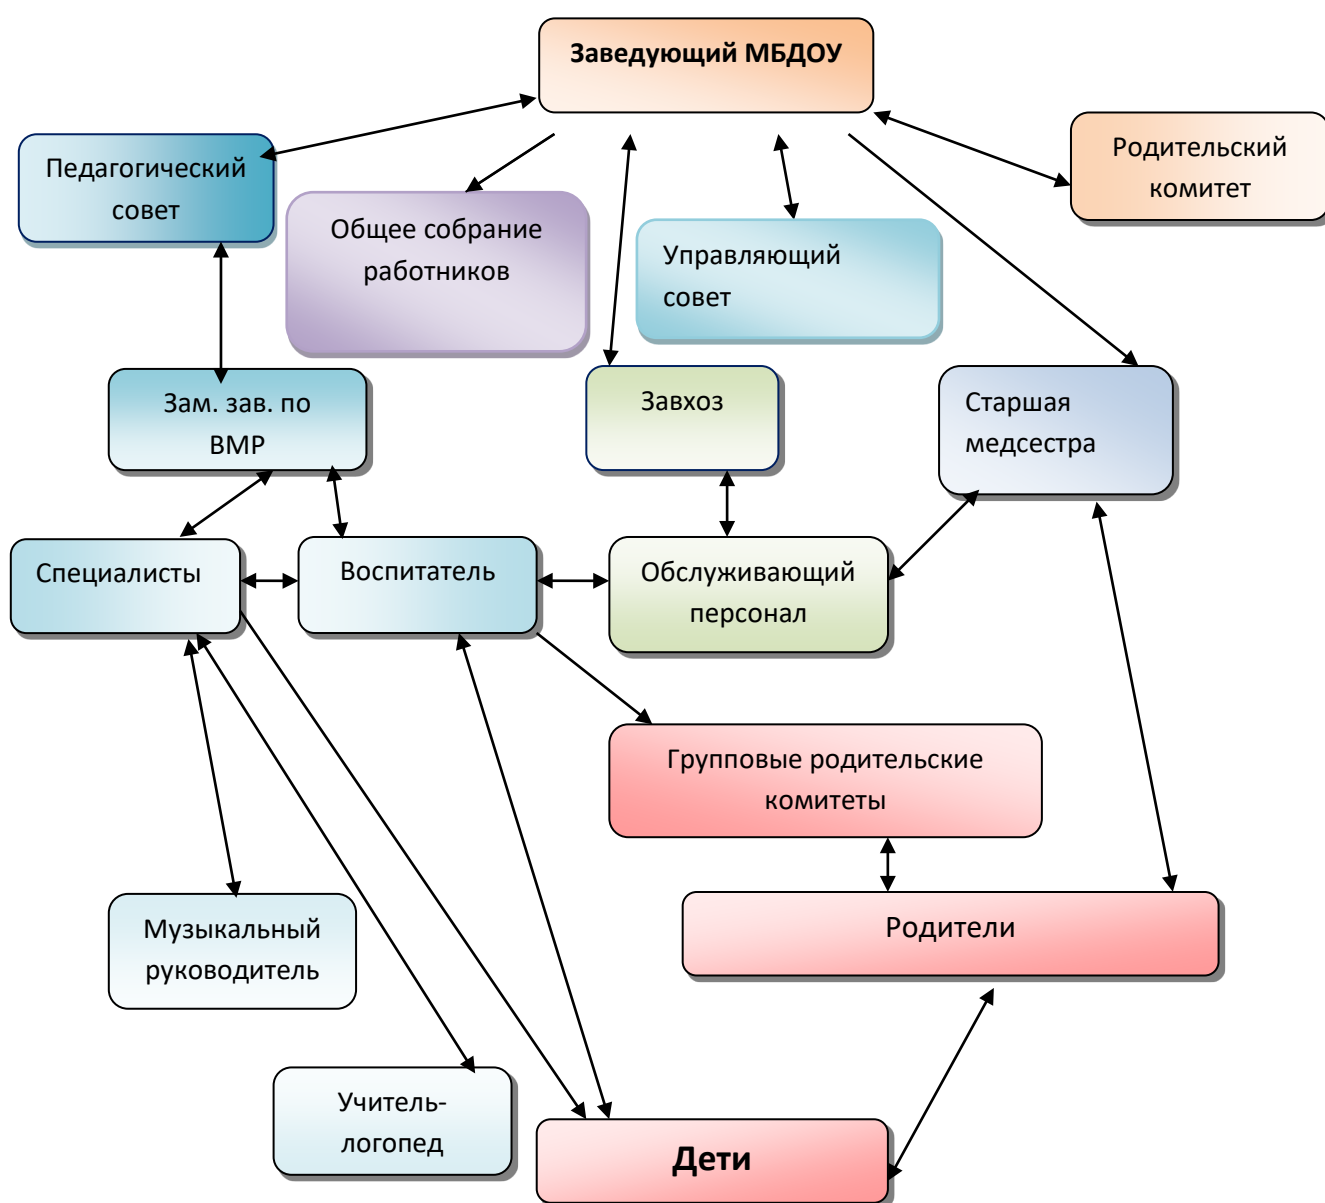 Заведующий МБДОУ
Педагогический
совет
Родительский
комитет
Общее собрание
работников
Управляющий
совет
Зам. зав. по
ВМР
Завхоз
Старшая
медсестра
Специалисты
Воспитатель
Обслуживающий
персонал
Групповые родительские
комитеты
Музыкальный
руководитель
Родители
Учитель-
логопед
Дети